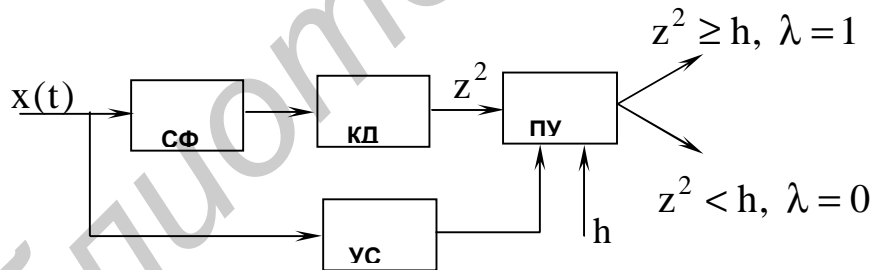 z² ≥ h, λ = 1
x(t)
СФ
КД
z²
ПУ
z² < h, λ = 0
УС
h